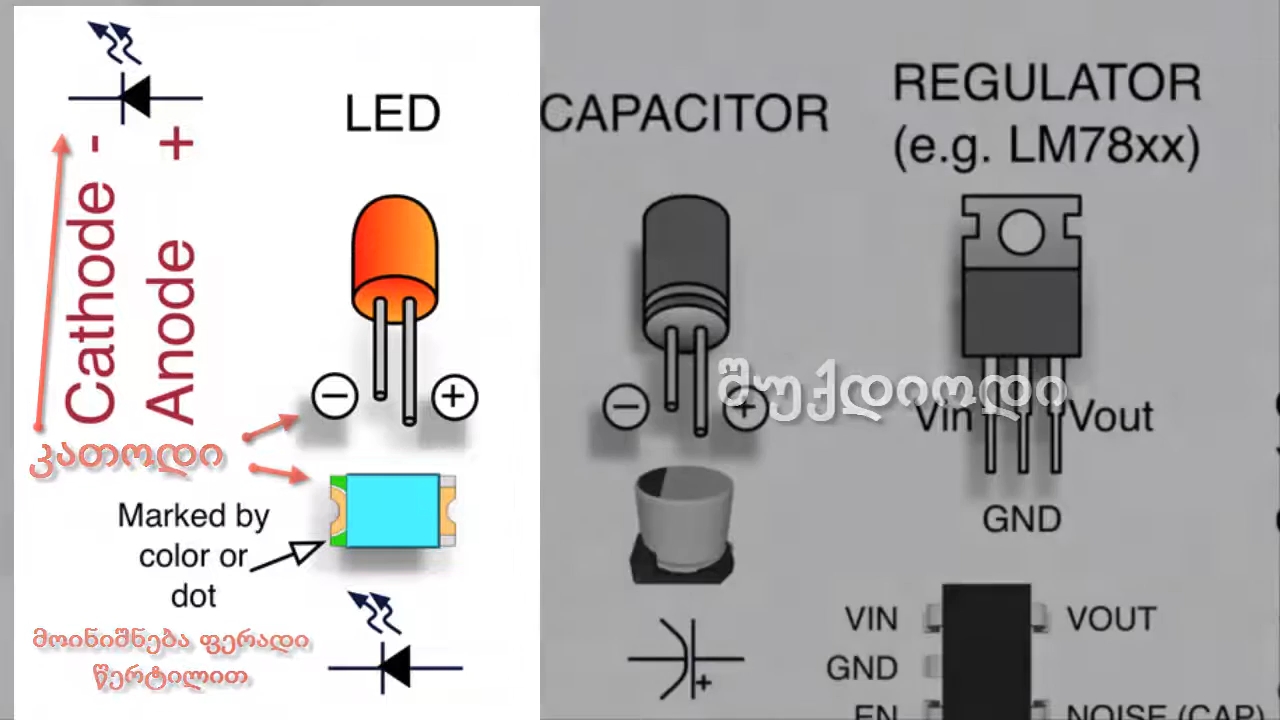 Cathode -
Anode +
LED
CAPACITOR
REGULATOR
(e.g. LM78xx)
− +
− +
შუქდიოდი
Vin Vout
GND
კათოდი
Marked by
color or
dot
მოინიშნება ფერადი
წერტილით
+
VIN VOUT
GND
EN NOISE (CAP)